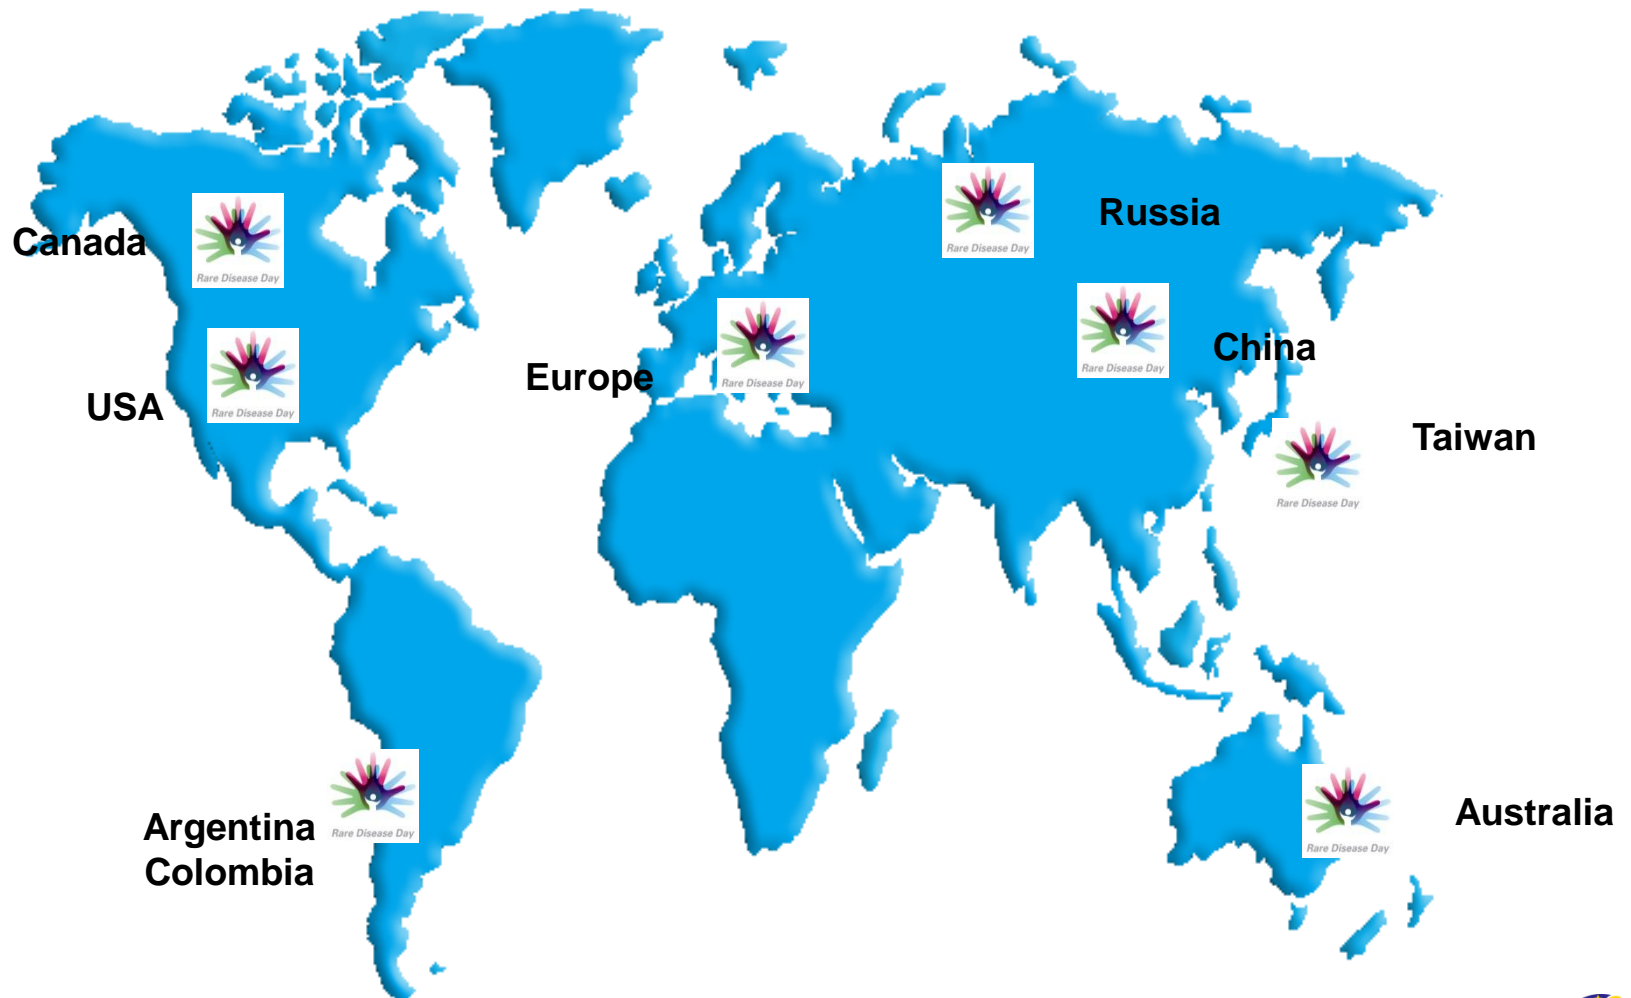 Canada
Rare Disease Day
Rare Disease Day
Russia
Rare Disease Day
China
USA
Rare Disease Day
Europe
Rare Disease Day
Taiwan
Rare Disease Day
Argentina
Colombia
Rare Disease Day
Australia
Rare Disease Day